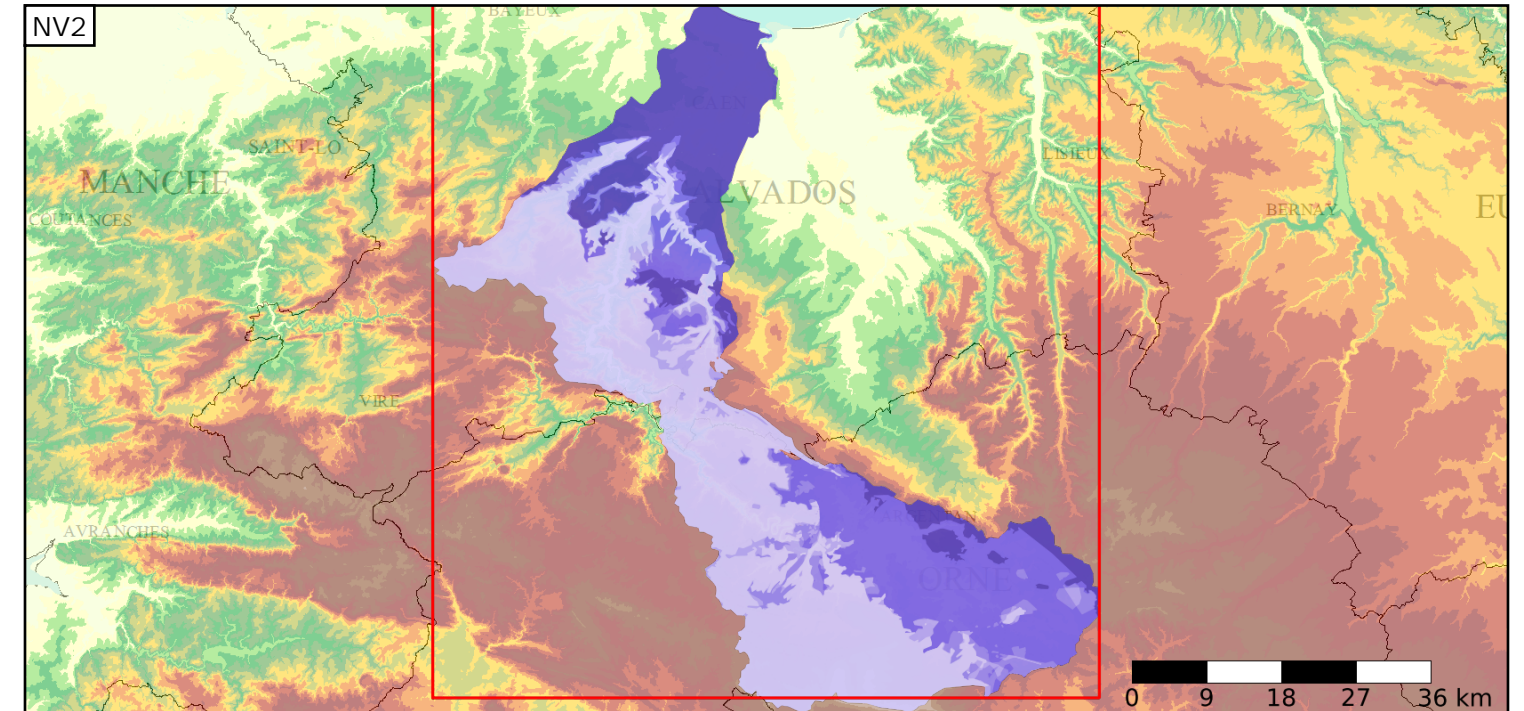 NV2
BAYEUX
CAEN
SAINT-LO
LISIEUX
MANCHE
ALVADOS
COUTANCES
BERNAY
EU
VIRE
ARGENTAN
AVRANCHES
ORNE
0 9 18 27 36 km